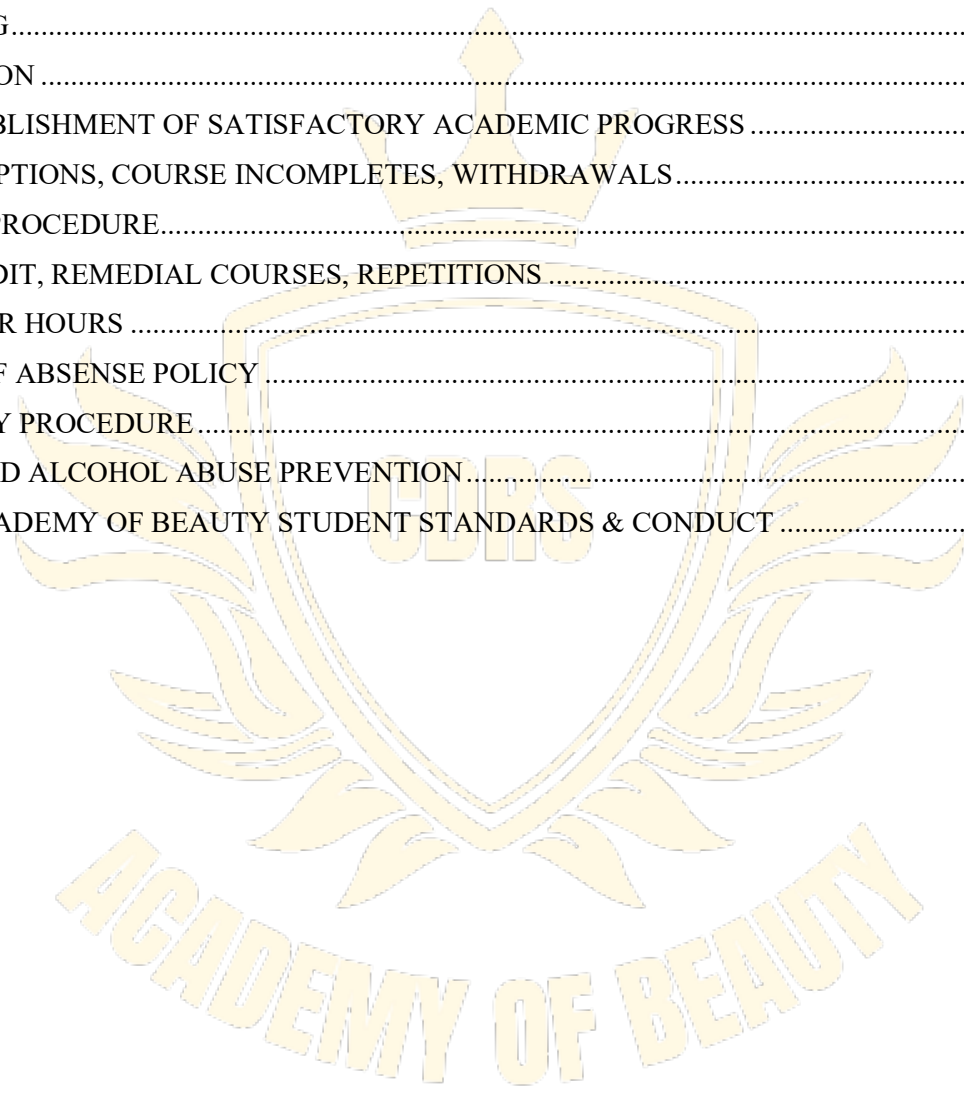 G
ON
BLISHMENT OF SATISFACTORY ACADEMIC PROGRESS
PTIONS, COURSE INCOMPLETES, WITHDRAWALS
PROCEDURE
DIT, REMEDIAL COURSES, REPETITIONS
R HOURS
F ABSENSE POLICY
Y PROCEDURE
D ALCOHOL ABUSE PREVENTION
ADEMY OF BEAUTY STUDENT STANDARDS & CONDUCT
CDRS
ACADEMY OF BEAUTY